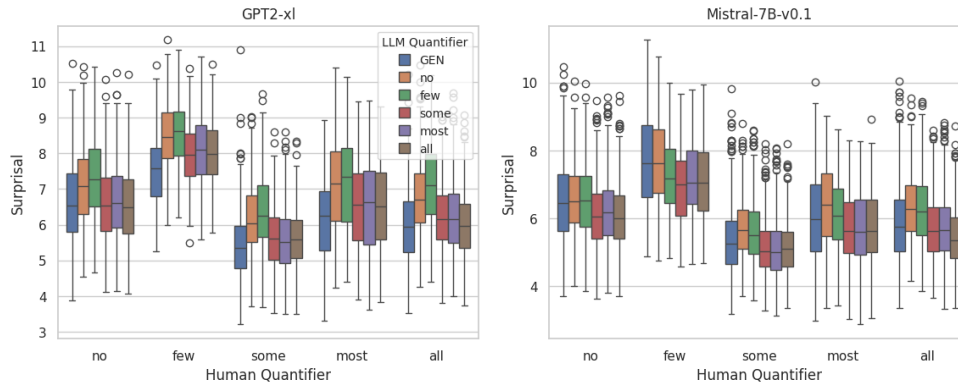 GPT2-xl
Surprisal
11
10
9
8
7
6
5
4
3
LLM Quantifier
GEN
no
few
some
most
all
no few some most all
Human Quantifier
Mistral-7B-v0.1
Surprisal
10
8
6
4
no few some most all
Human Quantifier